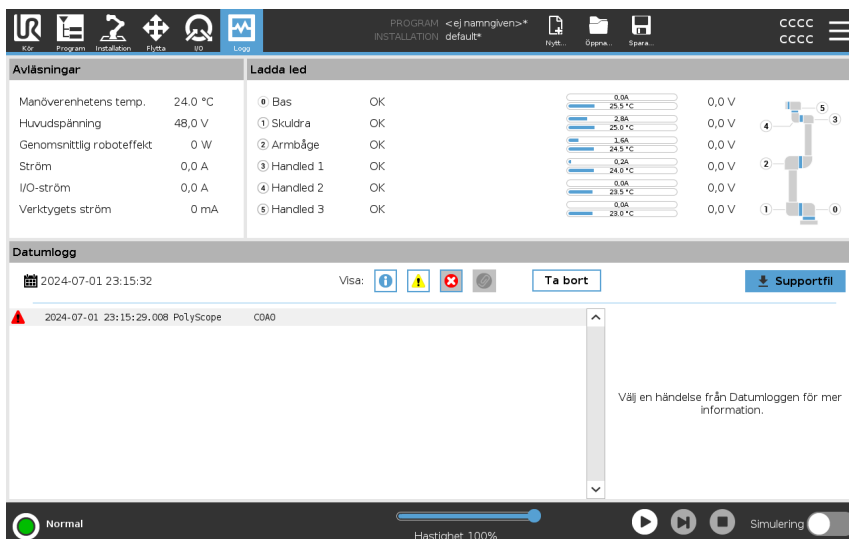 UR
Kör
Program
Installation
Flytta
I/O
Logg
PROGRAM <ej namngiven>*
INSTALLATION default*
Nytt...
Öppna...
Spara...
CCCC
CCCC
Avläsningar
Manöverenhetens temp. 24.0 °C
Huvudspänning 48,0 V
Genomsnittlig roboteffekt 0 W
Ström 0,0 A
I/O-ström 0,0 A
Verktygets ström 0 mA
Ladda led
0 Bas OK 0,0A 25.5 °C 0,0 V
1 Skuldra OK 2,8A 25.0 °C 0,0 V
2 Armbåge OK 1,6A 24.5 °C 0,0 V
3 Handled 1 OK 0,2A 24.0 °C 0,0 V
4 Handled 2 OK 0,0A 23.5 °C 0,0 V
5 Handled 3 OK 0,0A 23.0 °C 0,0 V
5
4 3
2
1 0
Datumlogg
2024-07-01 23:15:32
Visa:
Ta bort
Supportfil
2024-07-01 23:15:29.008 PolyScope C0A0
Välj en händelse från Datumloggen för mer
information.
Normal
Hastighet 100%
Simulering